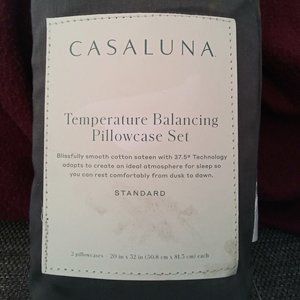 CASALUNA
Temperature Balancing
Pillowcase Set
Blissfully smooth cotton sateen with 37.5® Technology
adapts to create an ideal atmosphere for sleep so
you can rest comfortably from dusk to dawn.
STANDARD
2 pillowcases - 20 in x 32 in (50.8 cm x 81.3 cm) each